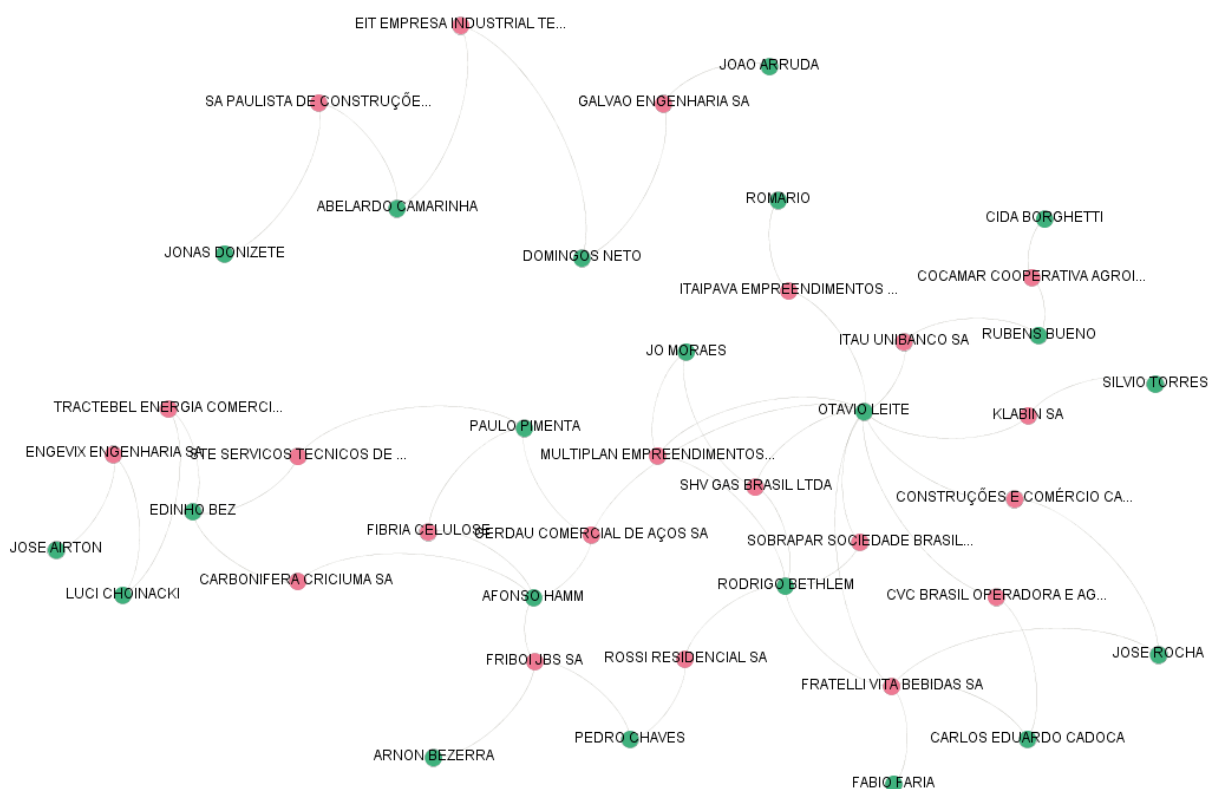 EIT EMPRESA INDUSTRIAL TE...
JOAO ARRUDA
SA PAULISTA DE CONSTRUÇÕE...
GALVAO ENGENHARIA SA
ABELARDO CAMARINHA
ROMARIO
CIDA BORGHETTI
JONAS DONIZETE
DOMINGOS NETO
COCAMAR COOPERATIVA AGROI...
ITAIPAVA EMPREENDIMENTOS ...
RUBENS BUENO
ITAU UNIBANCO SA
JO MORAES
SILVIO TORRES
TRACTEBEL ENERGIA COMERCI...
OTAVIO LEITE
KLABIN SA
PAULO PIMENTA
ENGEVIX ENGENHARIA SA
STE SERVICOS TECNICOS DE ...
MULTIPLAN EMPREENDIMENTOS...
SHV GAS BRASIL LTDA
CONSTRUÇÕES E COMÉRCIO CA...
EDINHO BEZ
FIBRIA CELULOSE
GERDAU COMERCIAL DE AÇOS SA
SOBRAPAR SOCIEDADE BRASIL...
JOSE AIRTON
CARBONIFERA CRICIUMA SA
RODRIGO BETHLEM
LUCI CHOINACKI
AFONSO HAMM
CVC BRASIL OPERADORA E AG...
JOSE ROCHA
FRIBOI JBS SA
ROSSI RESIDENCIAL SA
FRATELLI VITA BEBIDAS SA
PEDRO CHAVES
CARLOS EDUARDO CADOCA
ARNON BEZERRA
FABIO FARIA